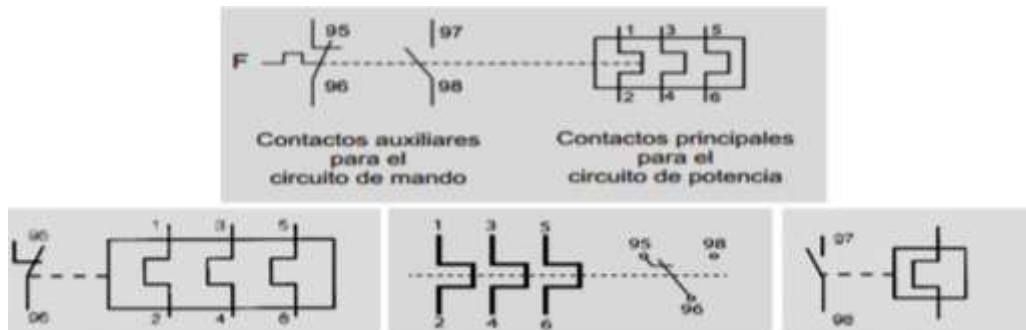 95 97 1 3 5
F
96 98 2 4 6
Contactos auxiliares
para el
circuito de mando
Contactos principales
para el
circuito de potencia
95 1 3 5
96 2 4 6
1 3 5
95 98
96
2 4 6
97
98